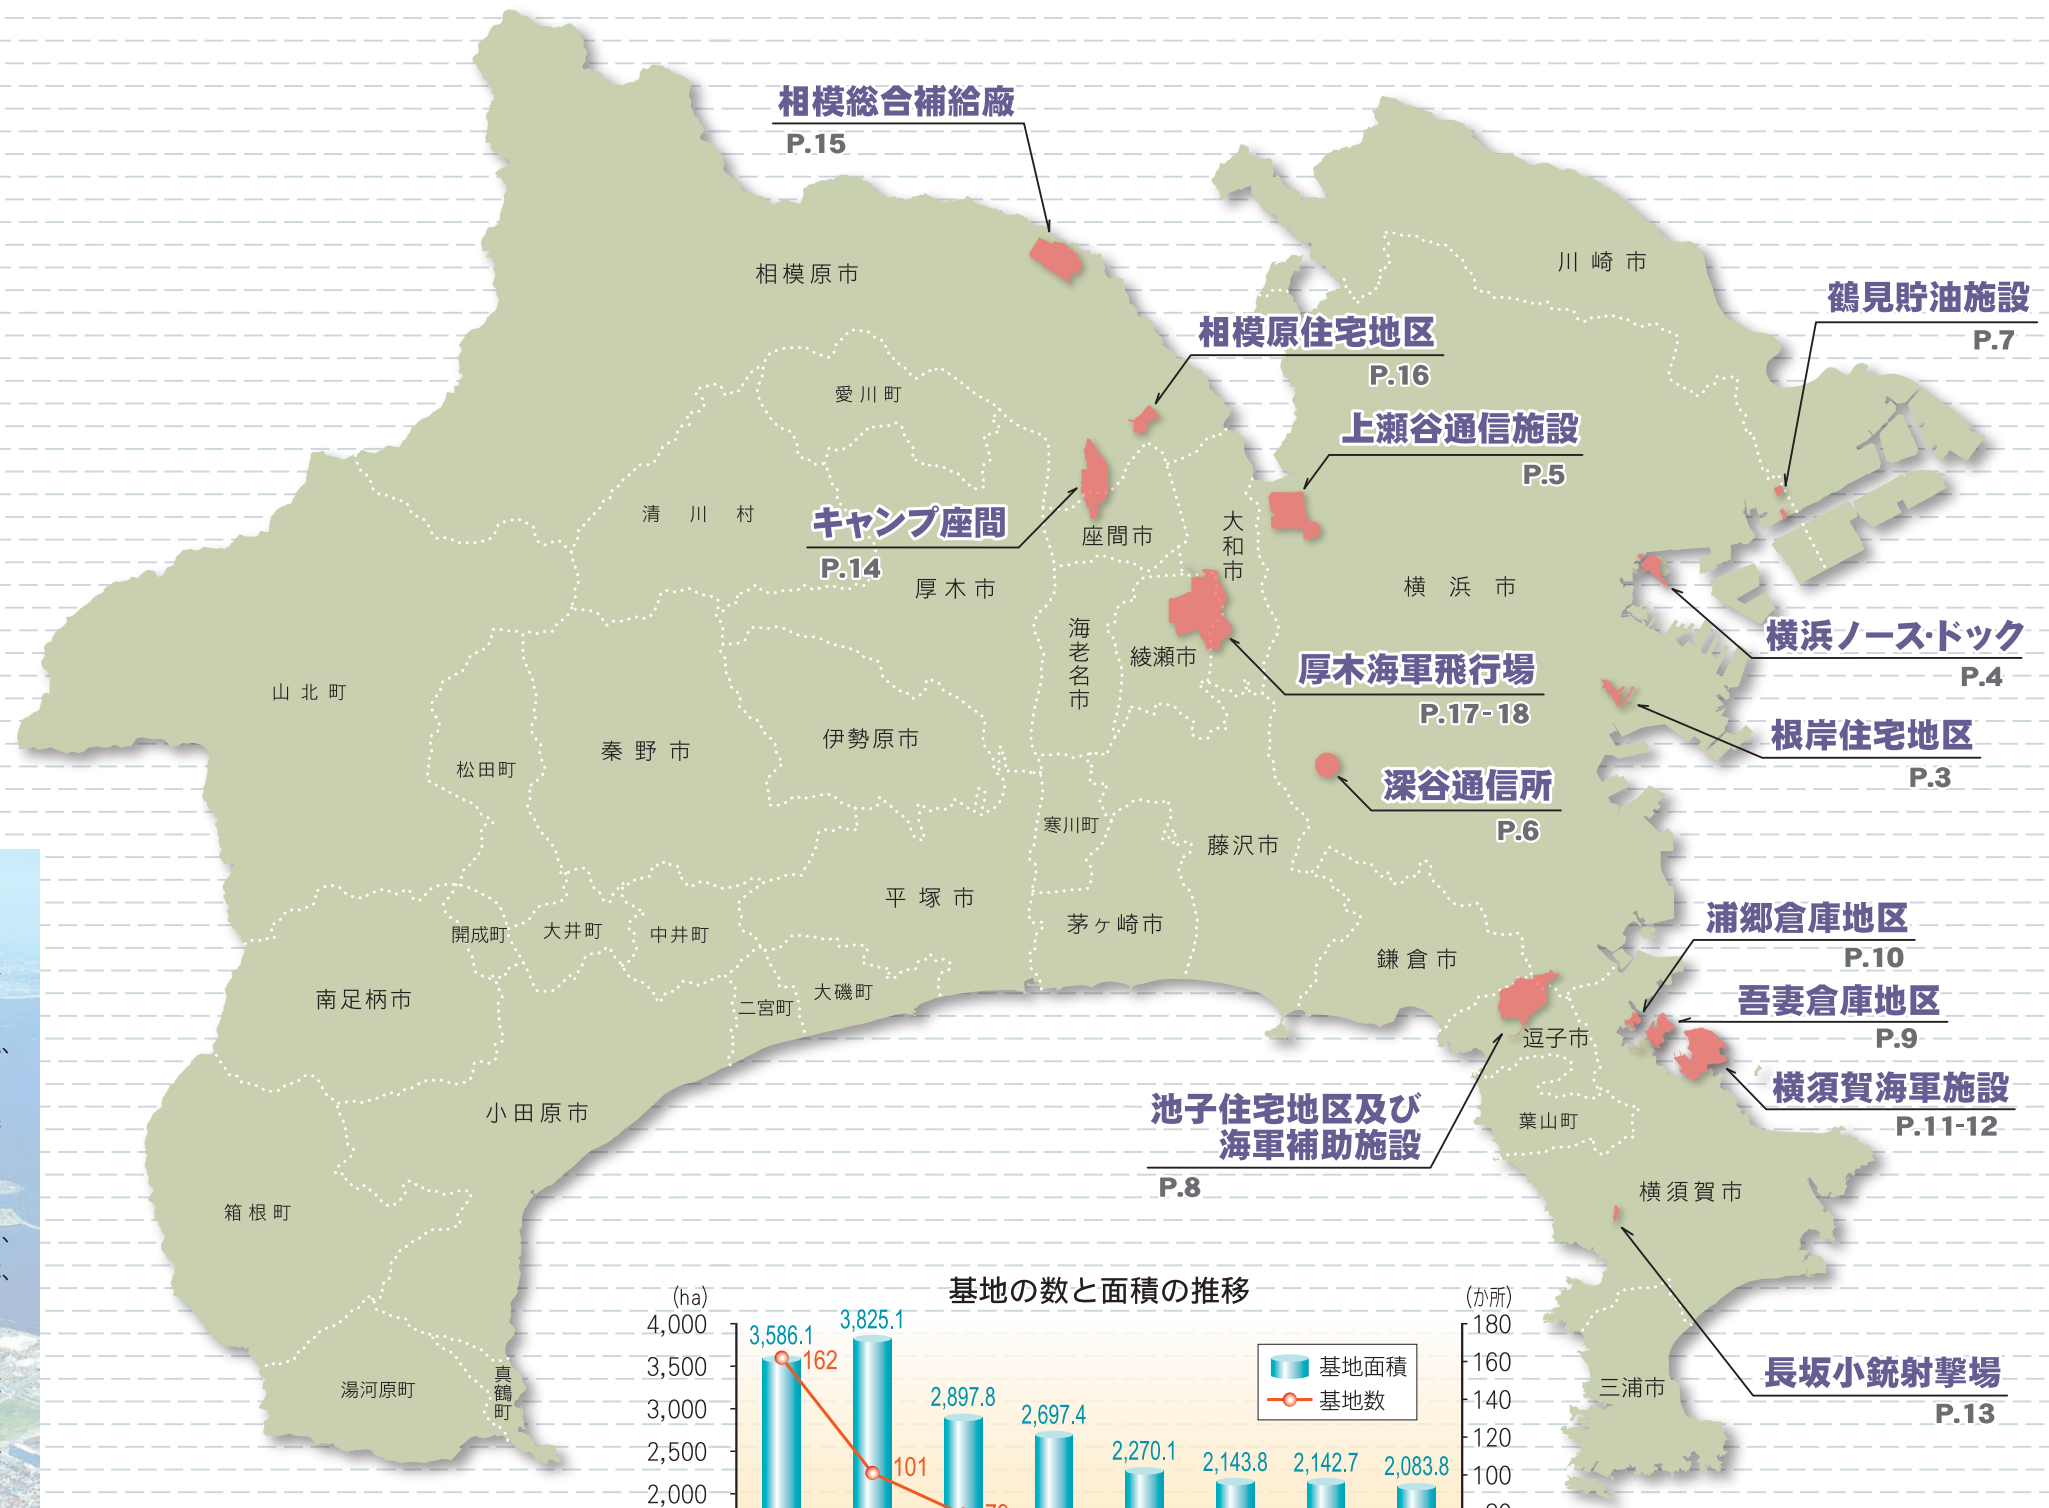 相模総合補給廠
P.15
相模原市
川崎市
鶴見貯油施設
P.7
相模原住宅地区
P.16
愛川町
上瀬谷通信施設
P.5
清川村
キャンプ座間
P.14
座間市
大和市
厚木市
横浜市
海老名市
綾瀬市
横浜ノース・ドック
P.4
厚木海軍飛行場
P.17-18
山北町
秦野市
伊勢原市
松田町
根岸住宅地区
P.3
深谷通信所
P.6
寒川町
藤沢市
平塚市
茅ヶ崎市
開成町
大井町
中井町
鎌倉市
浦郷倉庫地区
P.10
南足柄市
二宮町
大磯町
吾妻倉庫地区
P.9
逗子市
横須賀海軍施設
P.11-12
小田原市
池子住宅地区及び
海軍補助施設
P.8
葉山町
横須賀市
箱根町
長坂小銃射撃場
P.13
湯河原町
真鶴町
三浦市
基地の数と面積の推移
(ha)
(か所)
4,000
3,500
3,000
2,500
2,000
180
160
140
120
100
3,586.1
3,825.1
2,897.8
2,697.4
2,270.1
2,143.8
2,142.7
2,083.8
162
101
基地面積
基地数